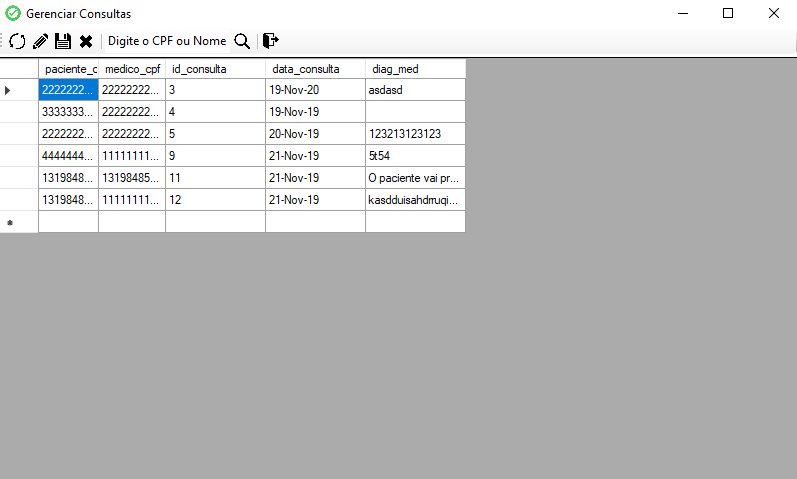 Gerenciar Consultas
Digite o CPF ou Nome
paciente_c medico_cpf id_consulta data_consulta diag_med
2222222... 22222222... 3 19-Nov-20 asdasd
3333333... 22222222... 4 19-Nov-19
2222222... 22222222... 5 20-Nov-19 123213123123
4444444... 11111111... 9 21-Nov-19 5t54
1319848... 13198485... 11 21-Nov-19 O paciente vai pr...
1319848... 11111111... 12 21-Nov-19 kasdduisahdrruqi...